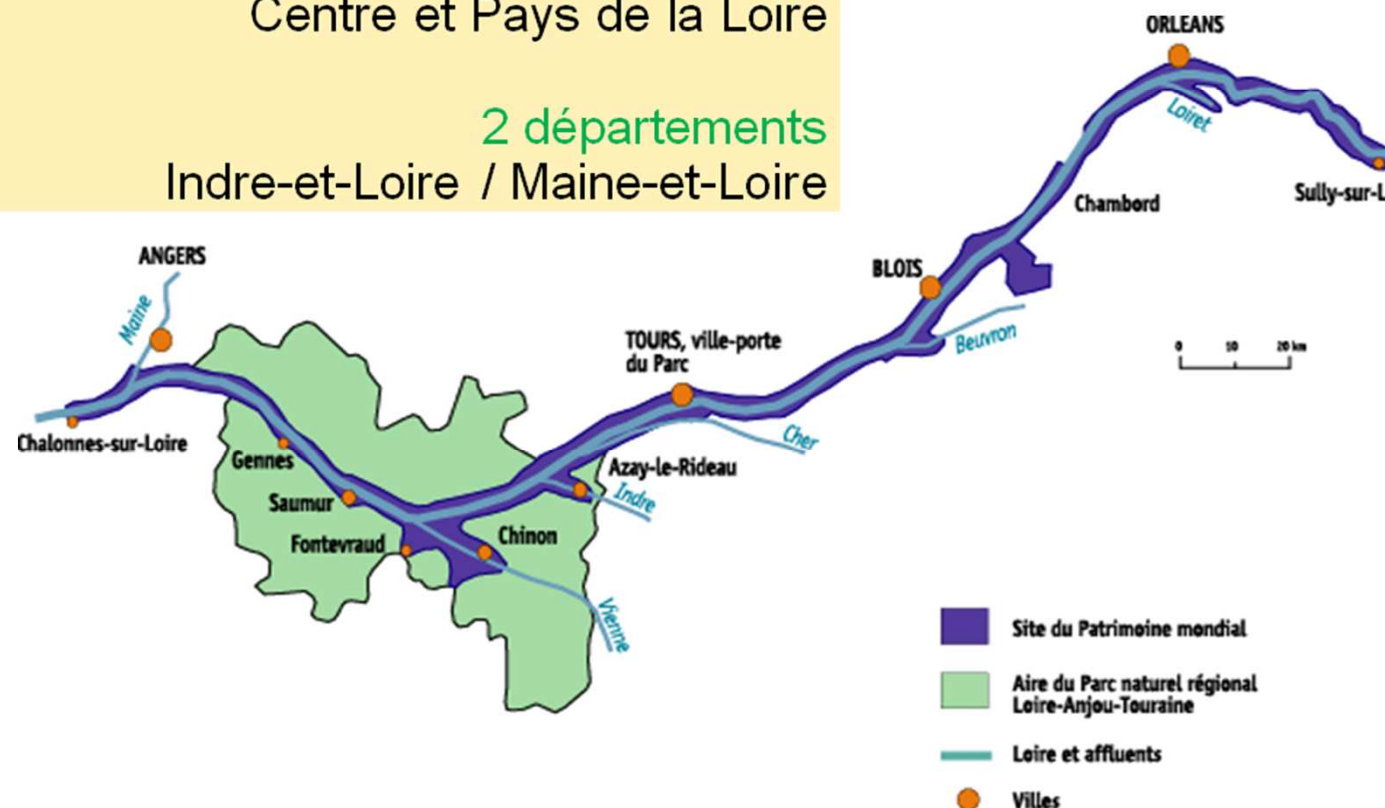 Centre et Pays de la Loire
2 départements
Indre-et-Loire / Maine-et-Loire
ORLEANS
Loiret
Sully-sur-L
Chambord
BLOIS
Beuvron
ANGERS
Maine
TOURS, ville-porte
du Parc
0 10 20 km
Cher
Chalonnes-sur-Loire
Gennes
Azay-le-Rideau
Indre
Saumur
Chinon
Fontevraud
Vienne
Site du Patrimoine mondial
Aire du Parc naturel régional
Loire-Anjou-Touraine
Loire et affluents
Villes